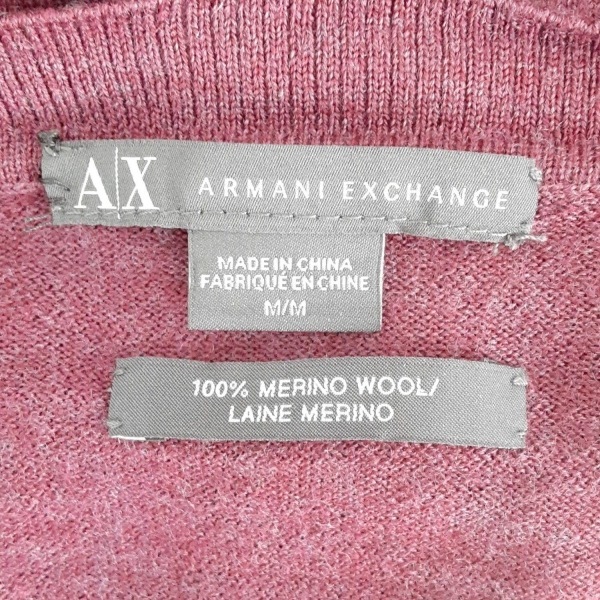 A|X ARMANI EXCHANGE
MADE IN CHINA
FABRIQUÉ EN CHINE
M/M
100% MERINO WOOL/
LAINE MERINO